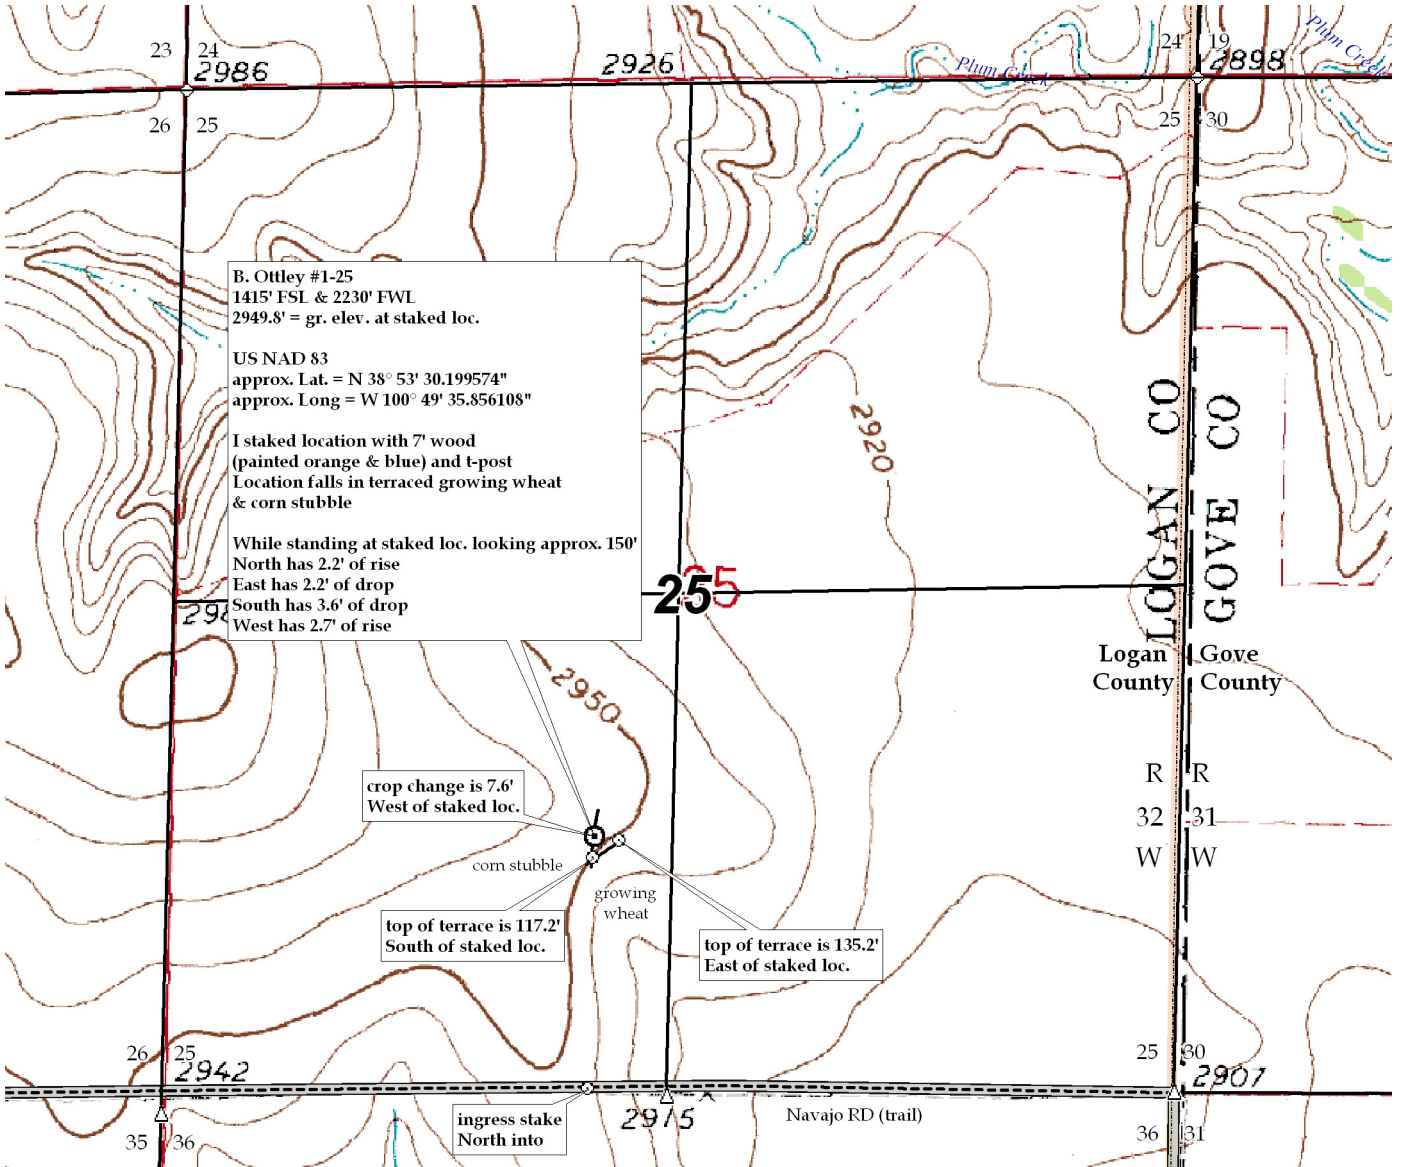 23 24
2986
2926
24 19
2898
Plum Creek
Plum Creek
26 25
25 30
B. Ottley #1-25
1415' FSL & 2230' FWL
2949.8' = gr. elev. at staked loc.
US NAD 83
approx. Lat. = N 38° 53' 30.199574"
approx. Long = W 100° 49' 35.856108"
I staked location with 7' wood
(painted orange & blue) and t-post
Location falls in terraced growing wheat
& corn stubble
While standing at staked loc. looking approx. 150'
North has 2.2' of rise
East has 2.2' of drop
South has 3.6' of drop
West has 2.7' of rise
2920
LOGAN CO
GOVE CO
25
Logan
County
Gove
County
2950
crop change is 7.6'
West of staked loc.
R R
32 31
W W
corn stubble
growing
wheat
top of terrace is 117.2'
South of staked loc.
top of terrace is 135.2'
East of staked loc.
26 25
2942
25 30
2907
ingress stake
North into
2915
Navajo RD (trail)
35 36
36 31